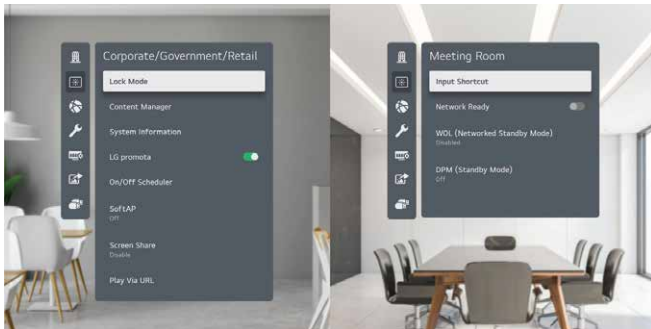 Corporate/Government/Retail
Lock Mode
Content Manager
System Information
LG promota
On/Off Scheduler
SoftAP
Off
Screen Share
Disable
Play Via URL
Meeting Room
Input Shortcut
Network Ready
WOL (Networked Standby Mode)
Disabled
DPM (Standby Mode)
Off